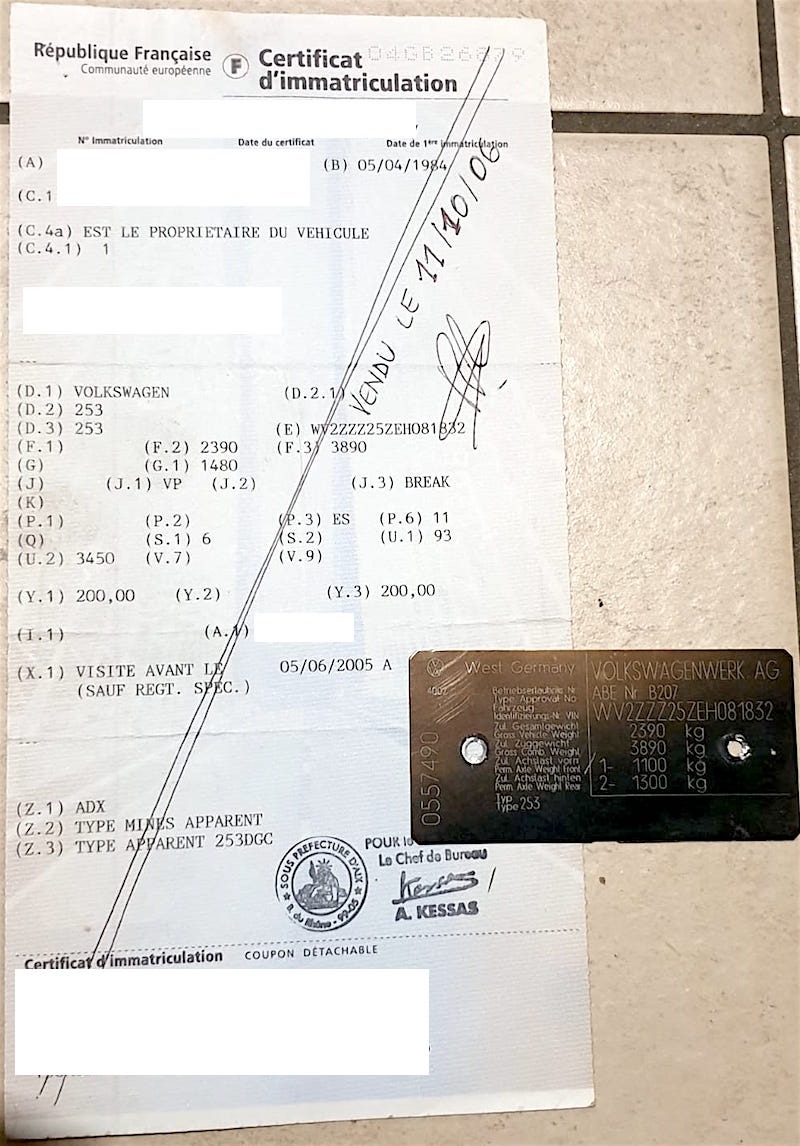 République Française
Communauté européenne
F
Certificat
d'immatriculation
04GB26879
N° Immatriculation Date du certificat Date de 1ère immatriculation
(A) (B) 05/04/1984
(C.1
(C.4a) EST LE PROPRIETAIRE DU VEHICULE
(C.4.1) 1
VENDU LE 11/10/06
(D.1) VOLKSWAGEN (D.2.1)
(D.2) 253
(D.3) 253 (E) WV2ZZZ25ZEH081832
(F.1) (F.2) 2390 (F.3) 3890
(G) (G.1) 1480
(J) (J.1) VP (J.2) (J.3) BREAK
(K)
(P.1) (P.2) (P.3) ES (P.6) 11
(Q) (S.1) 6 (S.2) (U.1) 93
(U.2) 3450 (V.7) (V.9)
(Y.1) 200,00 (Y.2) (Y.3) 200,00
(I.1) (A.1)
(X.1) VISITE AVANT LE 05/06/2005 A
(SAUF REGT. SPEC.)
(Z.1) ADX
(Z.2) TYPE MINES APPARENT
(Z.3) TYPE APPARENT 253DGC
SOUS PREFECTURE D'AIX
B. du Rhône - 99-05
POUR
Le Chef de Bureau
A. KESSAS
Certificat d'immatriculation COUPON DÉTACHABLE
West Germany
VOLKSWAGENWERK AG
4002
0557490
Betriebserlaubnis Nr
Type Approval-No
ABE Nr B207
Fahrzeug
Identifizierungs-Nr VIN
WV2ZZZ25ZEH081832
Zul. Gesamtgewicht
Gross Vehicle Weight
2390 kg
Zul. Zuggewicht
Gross Comb. Weight
3890 kg
Zul. Achslast vorn
Perm. Axle Weight Front
1- 1100 kg
Zul. Achslast hinten
Perm. Axle Weight Rear
2- 1300 kg
Typ
Type 253